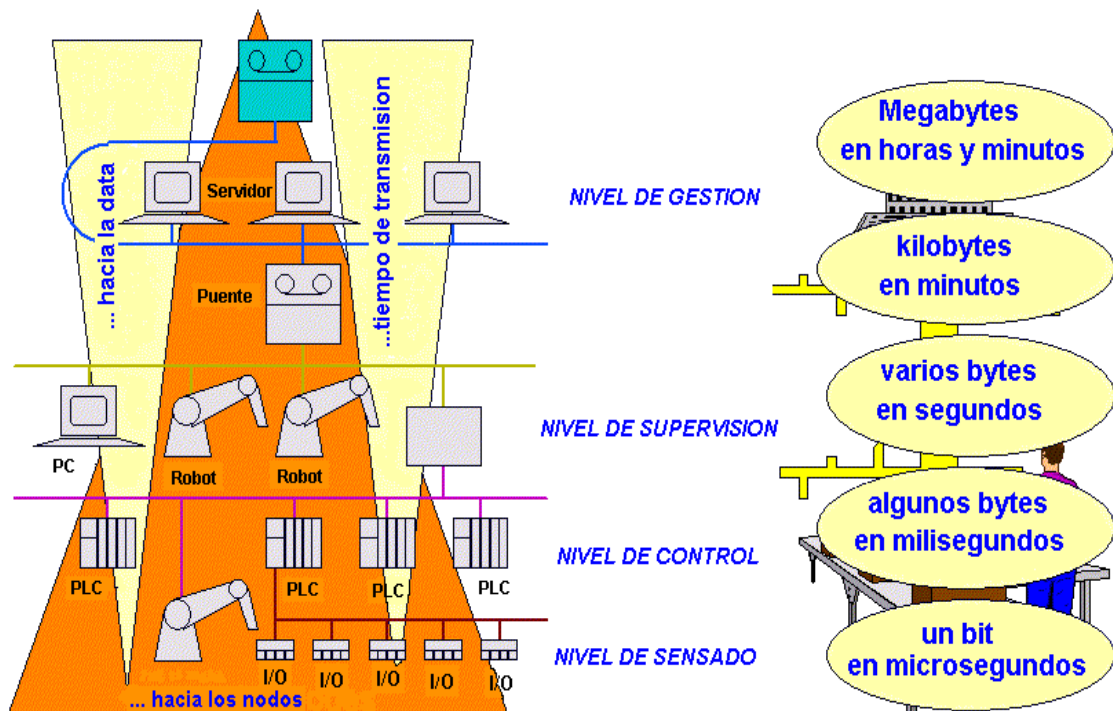 ... hacia la data
...tiempo de transmision
Servidor
NIVEL DE GESTION
Megabytes
en horas y minutos
Puente
kilobytes
en minutos
PC
Robot
Robot
NIVEL DE SUPERVISION
varios bytes
en segundos
PLC
PLC
PLC
PLC
NIVEL DE CONTROL
algunos bytes
en milisegundos
I/O
I/O
I/O
I/O
I/O
NIVEL DE SENSADO
un bit
en microsegundos
... hacia los nodos